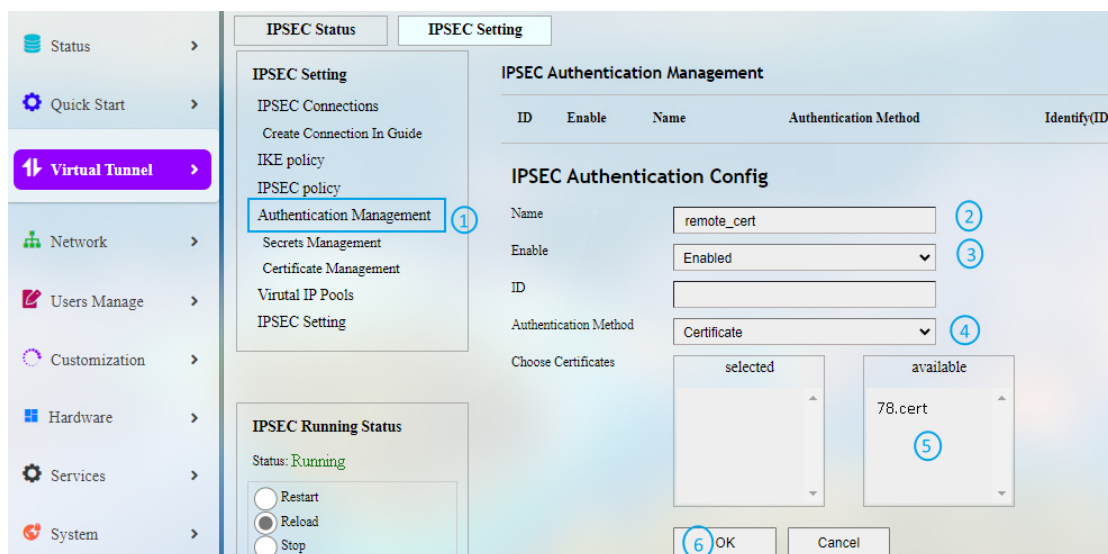 Status
Quick Start
Virtual Tunnel
Network
Users Manage
Customization
Hardware
Services
System
IPSEC Status
IPSEC Setting
IPSEC Setting
IPSEC Connections
Create Connection In Guide
IKE policy
IPSEC policy
Authentication Management
1
Secrets Management
Certificate Management
Virutal IP Pools
IPSEC Setting
IPSEC Running Status
Status: Running
Restart
Reload
Stop
IPSEC Authentication Management
ID Enable Name Authentication Method Identify(ID
IPSEC Authentication Config
Name remote_cert 2
Enable Enabled 3
ID
Authentication Method Certificate 4
Choose Certificates selected available
78.cert
5
6 OK Cancel